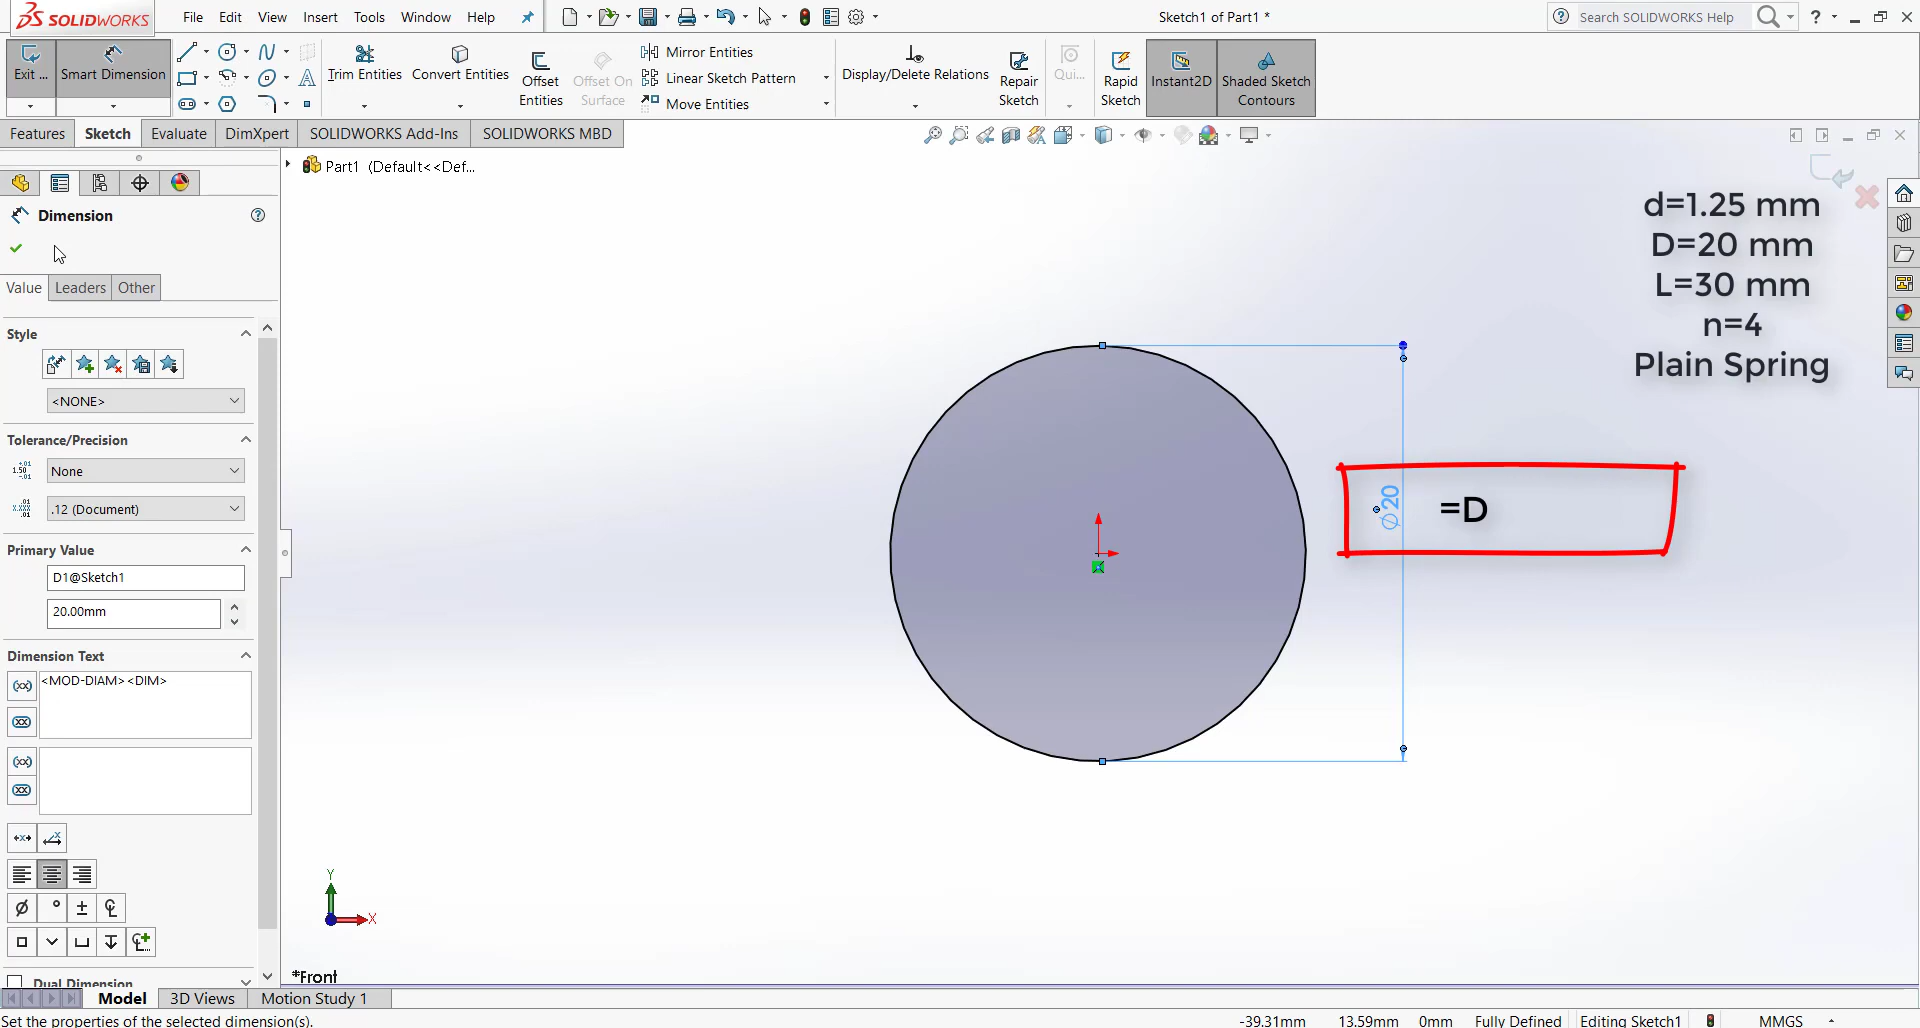 SOLIDWORKS
File Edit View Insert Tools Window Help
Sketch1 of Part1 *
Search SOLIDWORKS Help
Exit ...
Smart Dimension
Trim Entities
Convert Entities
Offset
Entities
Offset On
Surface
Mirror Entities
Linear Sketch Pattern
Move Entities
Display/Delete Relations
Repair
Sketch
Qui...
Rapid
Sketch
Instant2D
Shaded Sketch
Contours
Features Sketch Evaluate DimXpert SOLIDWORKS Add-Ins SOLIDWORKS MBD
Part1 (Default<<Def...
Dimension
Value Leaders Other
Style
<NONE>
Tolerance/Precision
None
.12 (Document)
Primary Value
D1@Sketch1
20.00mm
Dimension Text
<MOD-DIAM><DIM>
Dual Dimension
d=1.25 mm
D=20 mm
L=30 mm
n=4
Plain Spring
∅20
=D
Y
X
*Front
Model 3D Views Motion Study 1
Set the properties of the selected dimension(s).
-39.31mm 13.59mm 0mm Fully Defined Editing Sketch1 MMGS